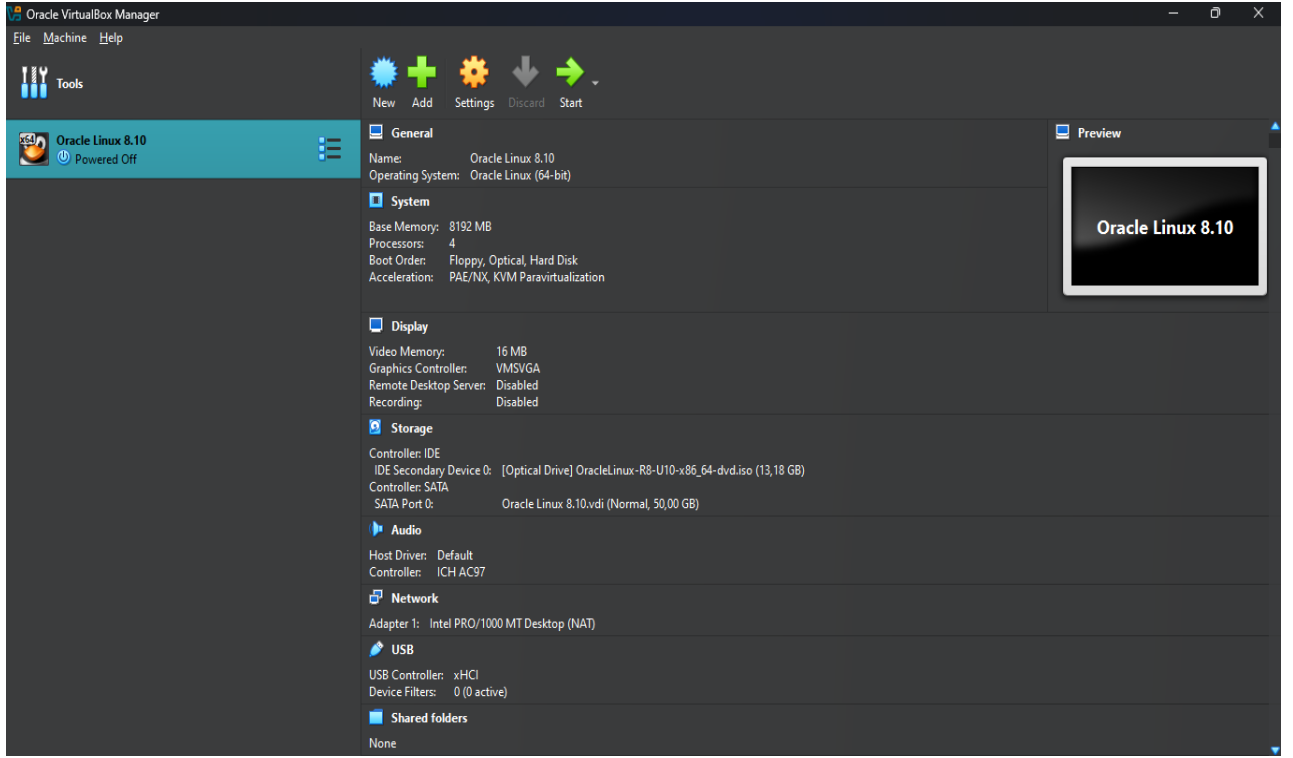 Oracle VirtualBox Manager
File Machine Help
Tools
New Add Settings Discard Start
Oracle Linux 8.10
Powered Off
General
Name: Oracle Linux 8.10
Operating System: Oracle Linux (64-bit)
System
Base Memory: 8192 MB
Processors: 4
Boot Order: Floppy, Optical, Hard Disk
Acceleration: PAE/NX, KVM Paravirtualization
Preview
Oracle Linux 8.10
Display
Video Memory: 16 MB
Graphics Controller: VMSVGA
Remote Desktop Server: Disabled
Recording: Disabled
Storage
Controller: IDE
IDE Secondary Device 0: [Optical Drive] OracleLinux-R8-U10-x86_64-dvd.iso (13,18 GB)
Controller: SATA
SATA Port 0: Oracle Linux 8.10.vdi (Normal, 50,00 GB)
Audio
Host Driver: Default
Controller: ICH AC97
Network
Adapter 1: Intel PRO/1000 MT Desktop (NAT)
USB
USB Controller: xHCI
Device Filters: 0 (0 active)
Shared folders
None